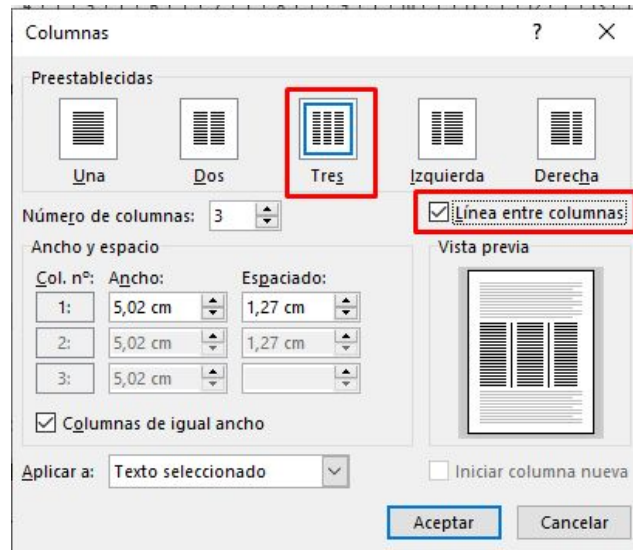 Columnas ? ×
Preestablecidas
Una Dos Tres Izquierda Derecha
Número de columnas: 3 Línea entre columnas
Ancho y espacio Vista previa
Col. nº: Ancho: Espaciado:
1: 5,02 cm 1,27 cm
2: 5,02 cm 1,27 cm
3: 5,02 cm
Columnas de igual ancho
Aplicar a: Texto seleccionado Iniciar columna nueva
Aceptar Cancelar